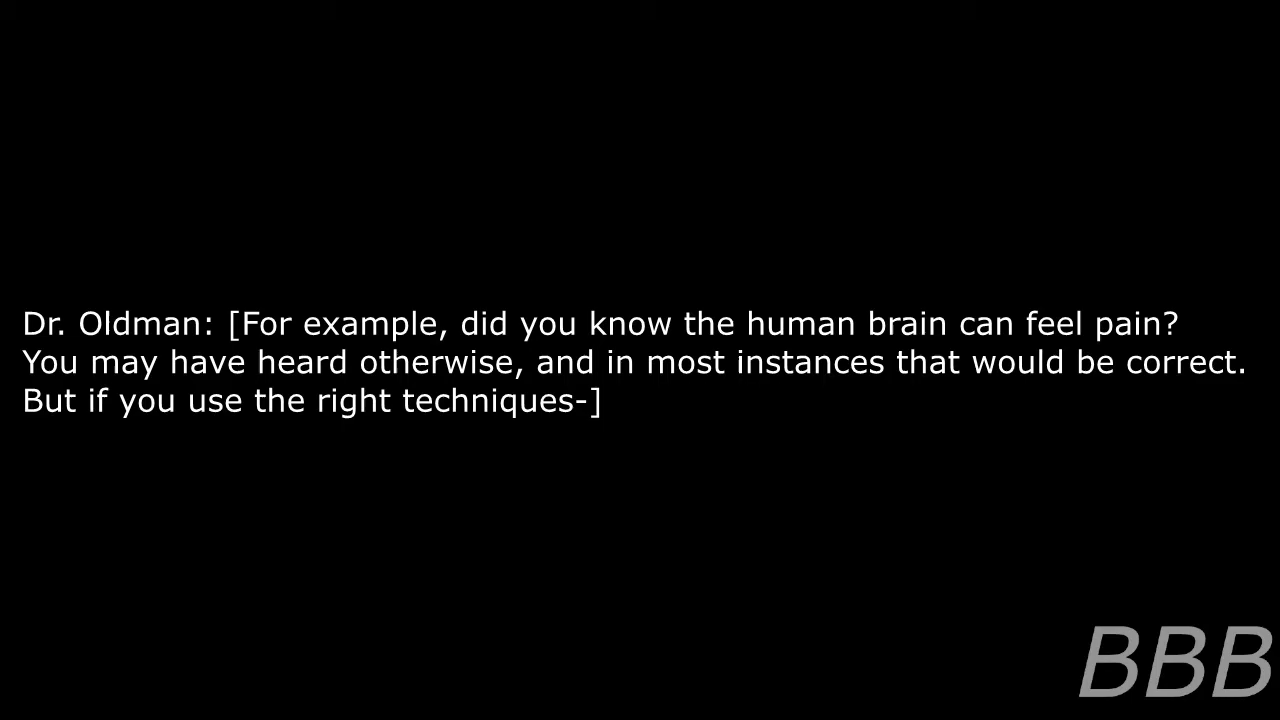 Dr. Oldman: [For example, did you know the human brain can feel pain?
You may have heard otherwise, and in most instances that would be correct.
But if you use the right techniques-]
BBB